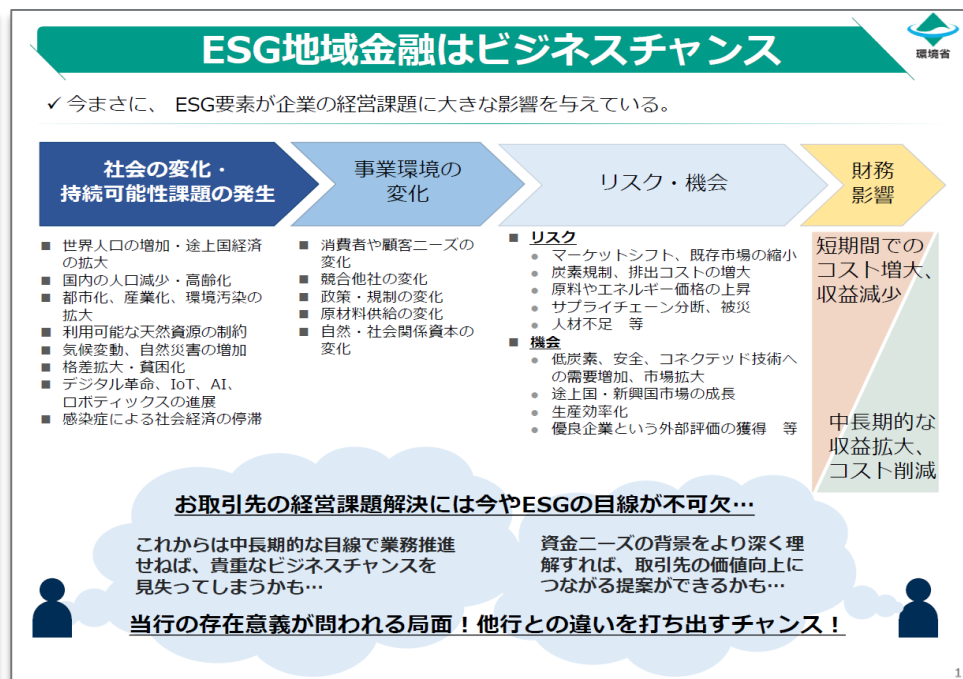 ESG地域金融はビジネスチャンス
環境省
✓ 今まさに、 ESG要素が企業の経営課題に大きな影響を与えている。
社会の変化・
持続可能性課題の発生
事業環境の
変化
リスク・機会
財務
影響
■ 世界人口の増加・途上国経済
の拡大
■ 国内の人口減少・高齢化
■ 都市化、産業化、環境汚染の
拡大
■ 利用可能な天然資源の制約
■ 気候変動、自然災害の増加
■ 格差拡大・貧困化
■ デジタル革命、IoT、AI、
ロボティックスの進展
■ 感染症による社会経済の停滞
■ 消費者や顧客ニーズの
変化
■ 競合他社の変化
■ 政策・規制の変化
■ 原材料供給の変化
■ 自然・社会関係資本の
変化
■ リスク
● マーケットシフト、既存市場の縮小
● 炭素規制、排出コストの増大
● 原料やエネルギー価格の上昇
● サプライチェーン分断、被災
● 人材不足 等
■ 機会
● 低炭素、安全、コネクテッド技術へ
の需要増加、市場拡大
● 途上国・新興国市場の成長
● 生産効率化
● 優良企業という外部評価の獲得 等
短期間での
コスト増大、
収益減少
中長期的な
収益拡大、
コスト削減
お取引先の経営課題解決には今やESGの目線が不可欠…
これからは中長期的な目線で業務推進
せねば、貴重なビジネスチャンスを
見失ってしまうかも…
資金ニーズの背景をより深く理
解すれば、取引先の価値向上に
つながる提案ができるかも…
当行の存在意義が問われる局面！他行との違いを打ち出すチャンス！
1